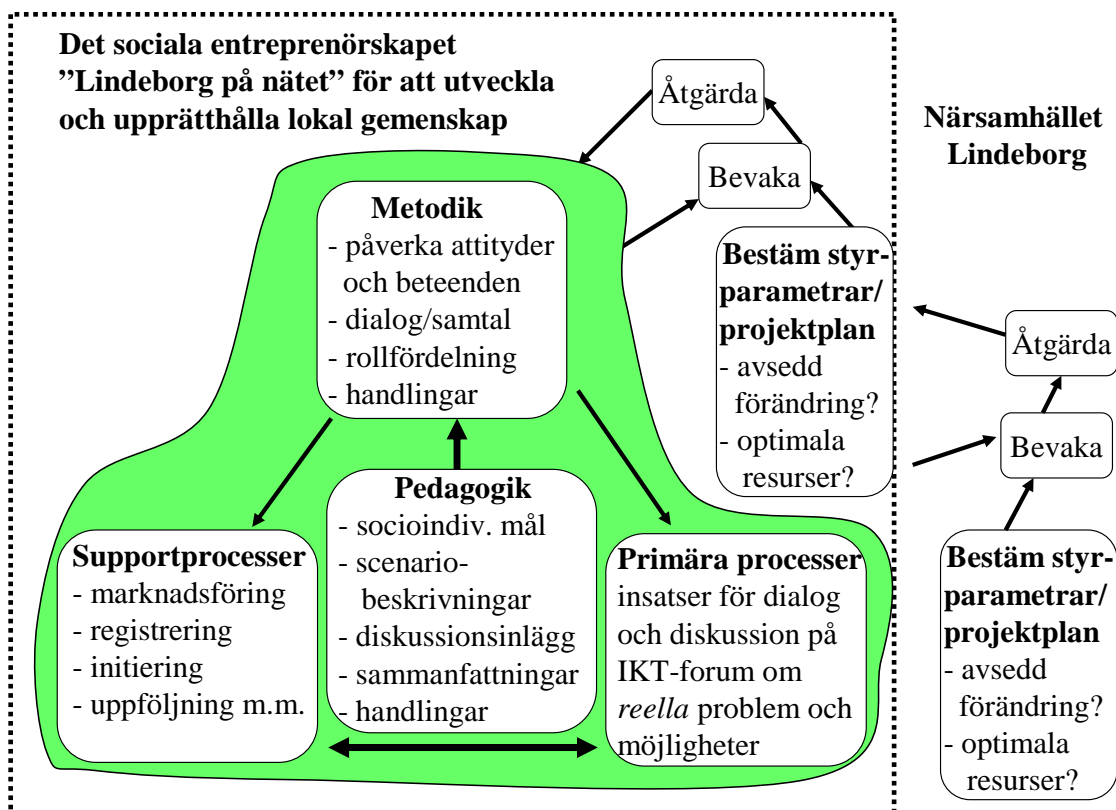 Det sociala entreprenörskapet
”Lindeborg på nätet” för att utveckla
och upprätthålla lokal gemenskap
Åtgärda
Bevaka
Närsamhället
Lindeborg
Metodik
- påverka attityder
och beteenden
- dialog/samtal
- rollfördelning
- handlingar
Bestäm styr-
parametrar/
projektplan
- avsedd
förändring?
- optimala
resurser?
Åtgärda
Bevaka
Pedagogik
- socioindiv. mål
- scenario-
beskrivningar
- diskussionsinlägg
- sammanfattningar
- handlingar
Supportprocesser
- marknadsföring
- registrering
- initiering
- uppföljning m.m.
Primära processer
insatser för dialog
och diskussion på
IKT-forum om
reella problem och
möjligheter
Bestäm styr-
parametrar/
projektplan
- avsedd
förändring?
- optimala
resurser?